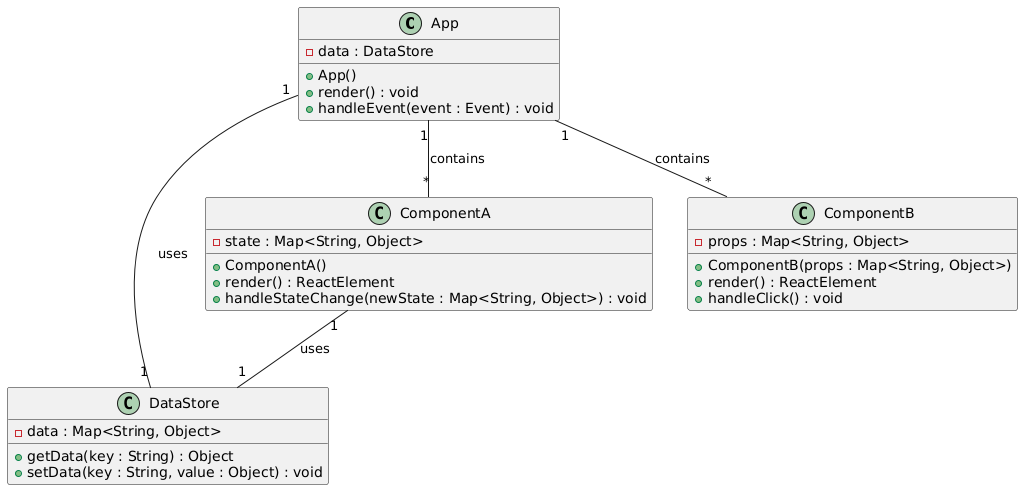 C App
data : DataStore
App()
render() : void
handleEvent(event : Event) : void
1
1
1
contains
contains
*
*
C ComponentA
state : Map<String, Object>
ComponentA()
render() : ReactElement
handleStateChange(newState : Map<String, Object>) : void
C ComponentB
props : Map<String, Object>
ComponentB(props : Map<String, Object>)
render() : ReactElement
handleClick() : void
uses
1
uses
1
1
C DataStore
data : Map<String, Object>
getData(key : String) : Object
setData(key : String, value : Object) : void